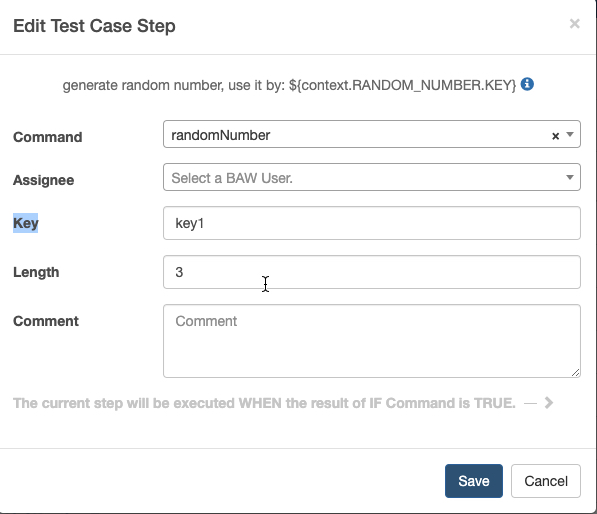 Edit Test Case Step ×
generate random number, use it by: ${context.RANDOM_NUMBER.KEY}
Command randomNumber ×
Assignee Select a BAW User.
Key key1
Length 3
Comment Comment
The current step will be executed WHEN the result of IF Command is TRUE. —
Save Cancel